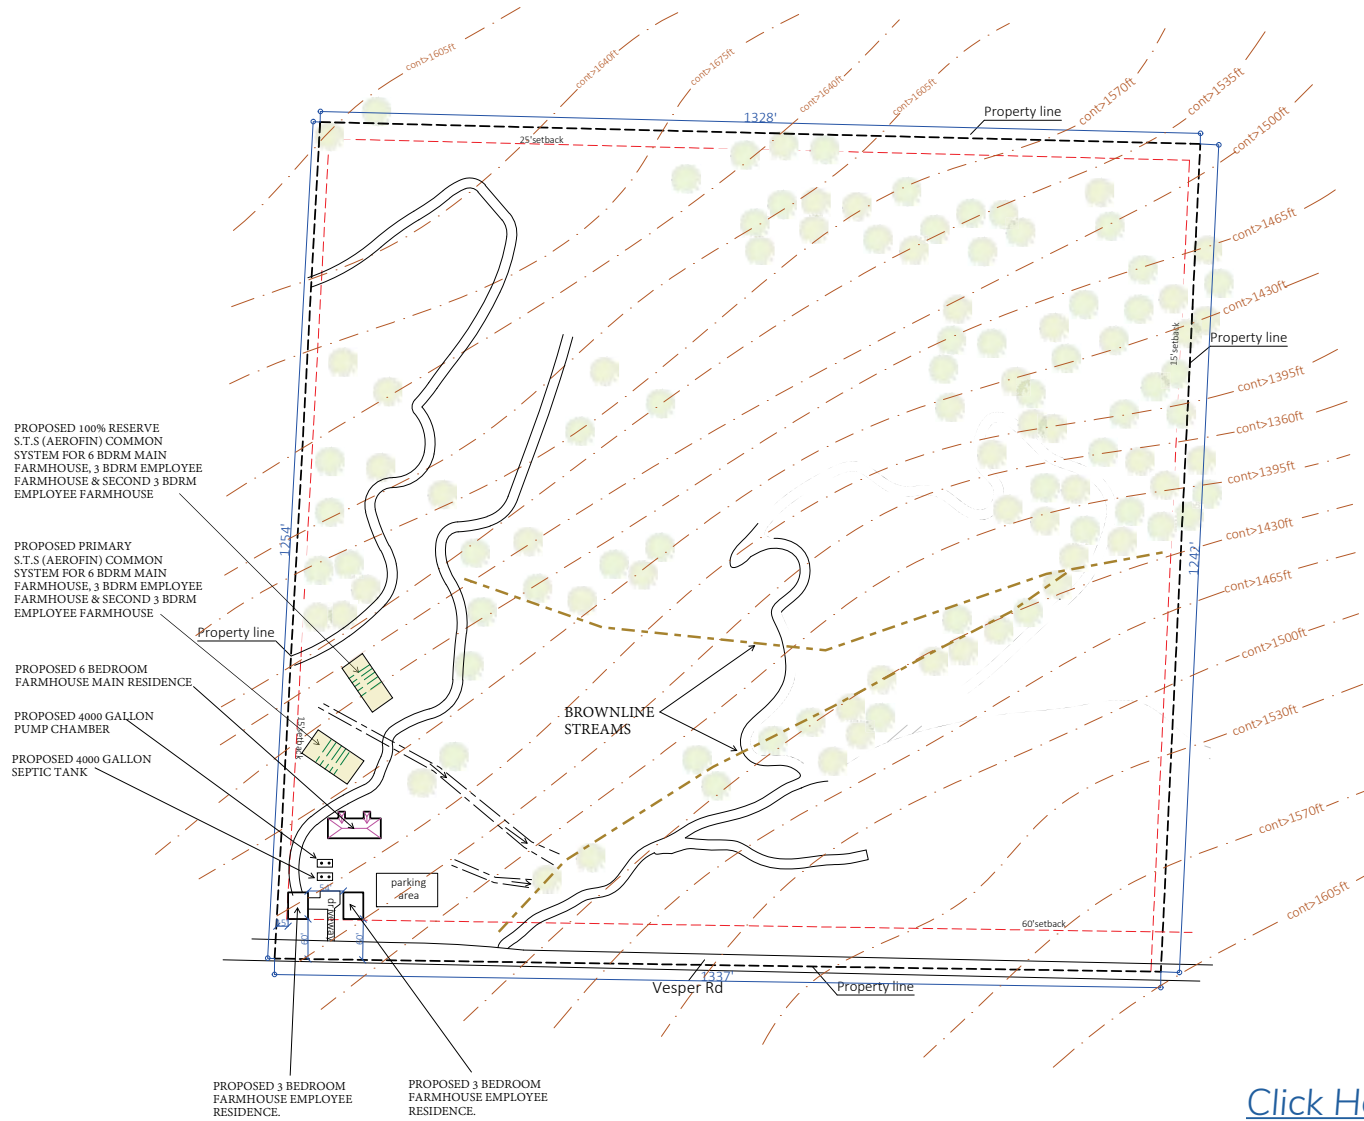 cont>1605ft
cont>1640ft
cont>1675ft
cont>1640ft
cont>1605ft
cont>1570ft
cont>1535ft
cont>1500ft
1328'
Property line
25'setback
cont>1465ft
cont>1430ft
15'setback
Property line
cont>1395ft
cont>1360ft
cont>1395ft
cont>1430ft
1242'
cont>1465ft
cont>1500ft
cont>1530ft
cont>1570ft
cont>1605ft
PROPOSED 100% RESERVE
S.T.S (AEROFIN) COMMON
SYSTEM FOR 6 BDRM MAIN
FARMHOUSE, 3 BDRM EMPLOYEE
FARMHOUSE & SECOND 3 BDRM
EMPLOYEE FARMHOUSE
1254'
PROPOSED PRIMARY
S.T.S (AEROFIN) COMMON
SYSTEM FOR 6 BDRM MAIN
FARMHOUSE, 3 BDRM EMPLOYEE
FARMHOUSE & SECOND 3 BDRM
EMPLOYEE FARMHOUSE
Property line
PROPOSED 6 BEDROOM
FARMHOUSE MAIN RESIDENCE
PROPOSED 4000 GALLON
PUMP CHAMBER
15'setback
PROPOSED 4000 GALLON
SEPTIC TANK
BROWNLINE
STREAMS
parking
area
driveway
60'
60'
60'setback
1337'
Vesper Rd
Property line
PROPOSED 3 BEDROOM
FARMHOUSE EMPLOYEE
RESIDENCE.
PROPOSED 3 BEDROOM
FARMHOUSE EMPLOYEE
RESIDENCE.
Click